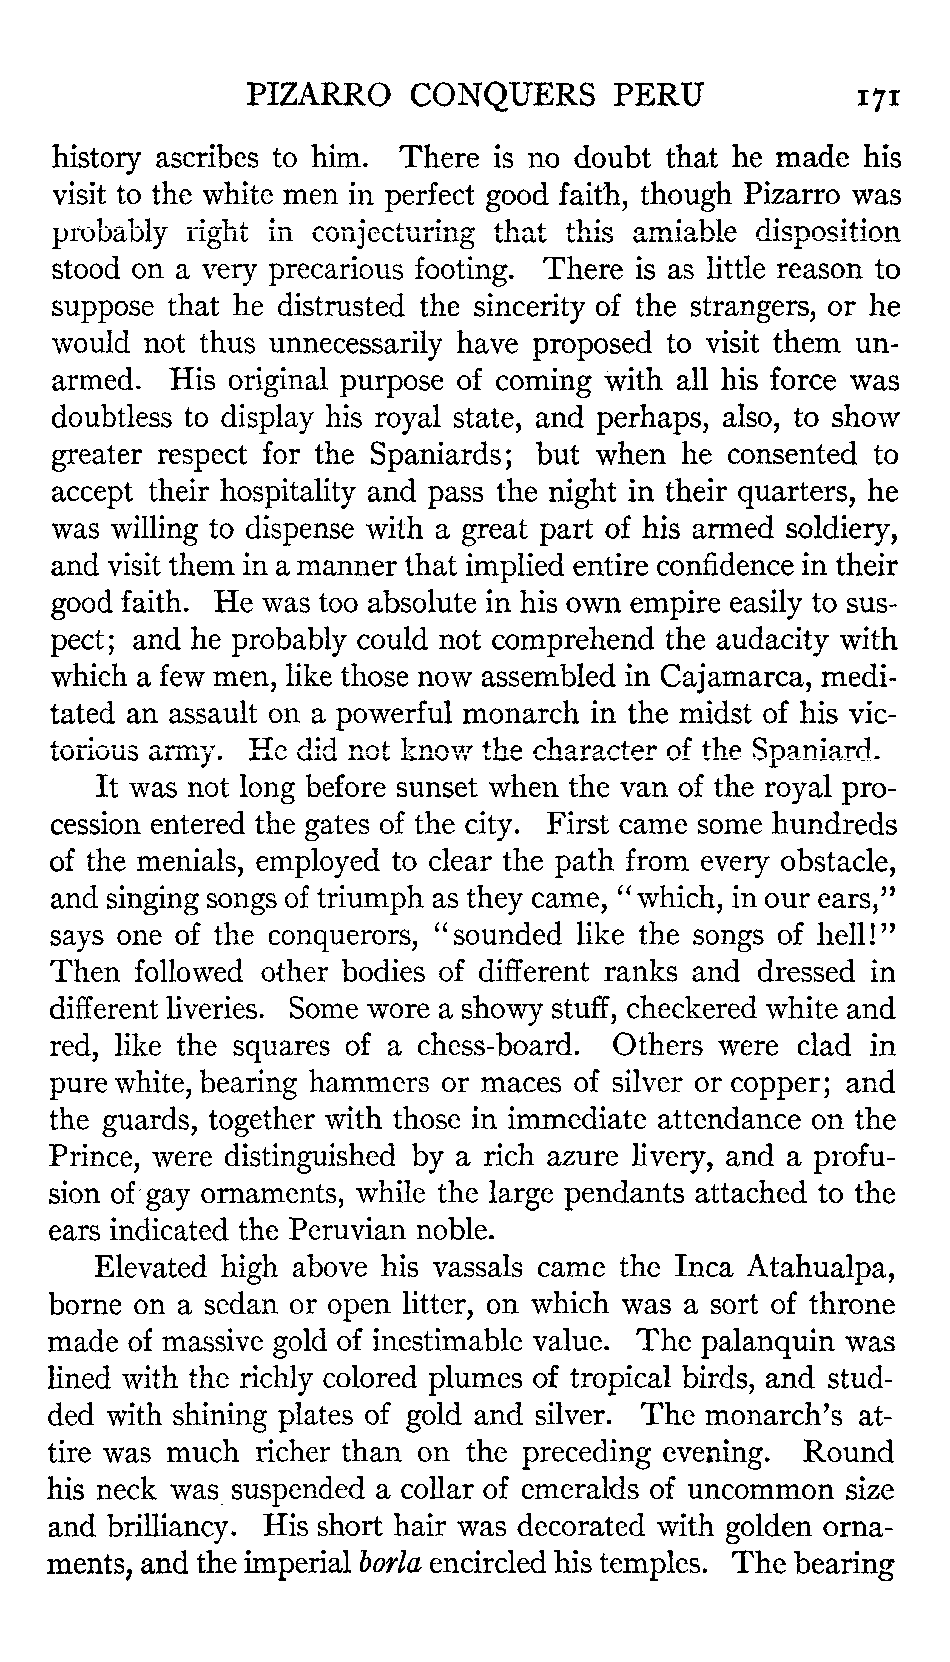 PIZARRO CONQUERS PERU 171
history ascribes to him. There is no doubt that he made his
visit to the white men in perfect good faith, though Pizarro was
probably right in conjecturing that this amiable disposition
stood on a very precarious footing. There is as little reason to
suppose that he distrusted the sincerity of the strangers, or he
would not thus unnecessarily have proposed to visit them un-
armed. His original purpose of coming with all his force was
doubtless to display his royal state, and perhaps, also, to show
greater respect for the Spaniards; but when he consented to
accept their hospitality and pass the night in their quarters, he
was willing to dispense with a great part of his armed soldiery,
and visit them in a manner that implied entire confidence in their
good faith. He was too absolute in his own empire easily to sus-
pect; and he probably could not comprehend the audacity with
which a few men, like those now assembled in Cajamarca, medi-
tated an assault on a powerful monarch in the midst of his vic-
torious army. He did not know the character of the Spaniard.
It was not long before sunset when the van of the royal pro-
cession entered the gates of the city. First came some hundreds
of the menials, employed to clear the path from every obstacle,
and singing songs of triumph as they came, "which, in our ears,"
says one of the conquerors, "sounded like the songs of hell!"
Then followed other bodies of different ranks and dressed in
different liveries. Some wore a showy stuff, checkered white and
red, like the squares of a chess-board. Others were clad in
pure white, bearing hammers or maces of silver or copper; and
the guards, together with those in immediate attendance on the
Prince, were distinguished by a rich azure livery, and a profu-
sion of gay ornaments, while the large pendants attached to the
ears indicated the Peruvian noble.
Elevated high above his vassals came the Inca Atahualpa,
borne on a sedan or open litter, on which was a sort of throne
made of massive gold of inestimable value. The palanquin was
lined with the richly colored plumes of tropical birds, and stud-
ded with shining plates of gold and silver. The monarch's at-
tire was much richer than on the preceding evening. Round
his neck was suspended a collar of emeralds of uncommon size
and brilliancy. His short hair was decorated with golden orna-
ments, and the imperial borla encircled his temples. The bearing